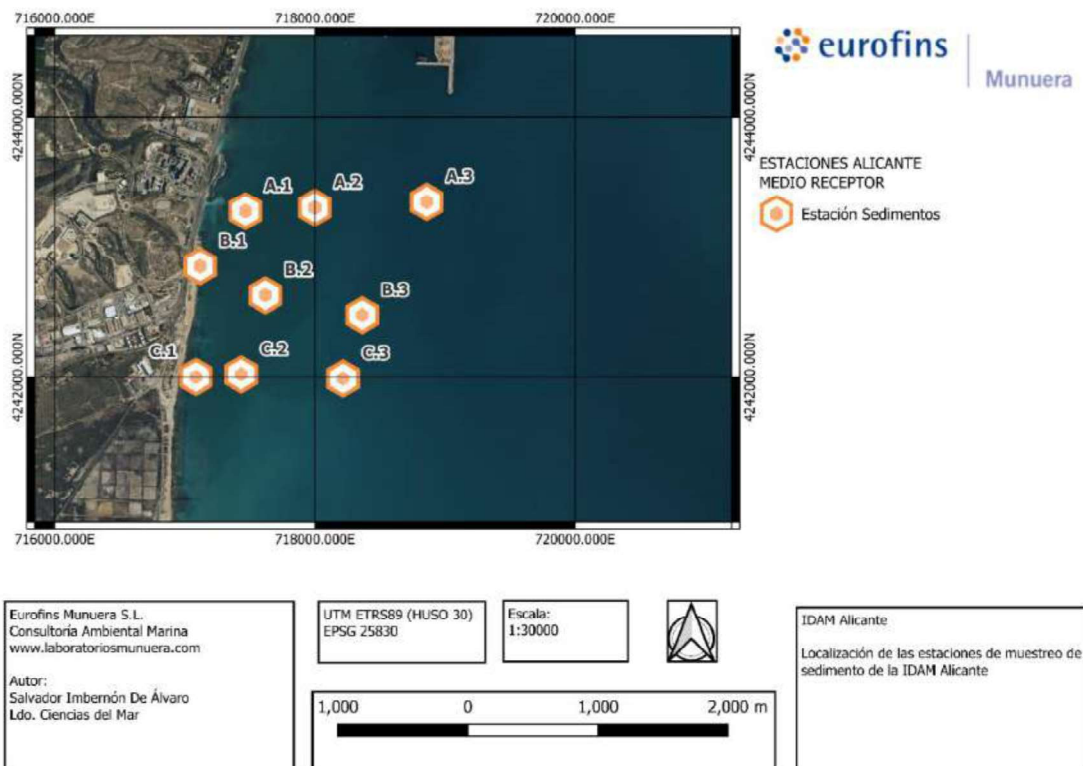 716000.000E 718000.000E 720000.000E
eurofins
Munuera
4244000.000N
4244000.000N
ESTACIONES ALICANTE
MEDIO RECEPTOR
Estación Sedimentos
A.1
A.2
A.3
B.1
B.2
B.3
C.1
C.2
C.3
4242000.000N
4242000.000N
716000.000E 718000.000E 720000.000E
Eurofins Munuera S.L.
Consultoría Ambiental Marina
www.laboratoriosmunuera.com
Autor:
Salvador Imbernón De Álvaro
Ldo. Ciencias del Mar
UTM ETRS89 (HUSO 30)
EPSG 25830
Escala:
1:30000
1,000 0 1,000 2,000 m
IDAM Alicante
Localización de las estaciones de muestreo de
sedimento de la IDAM Alicante